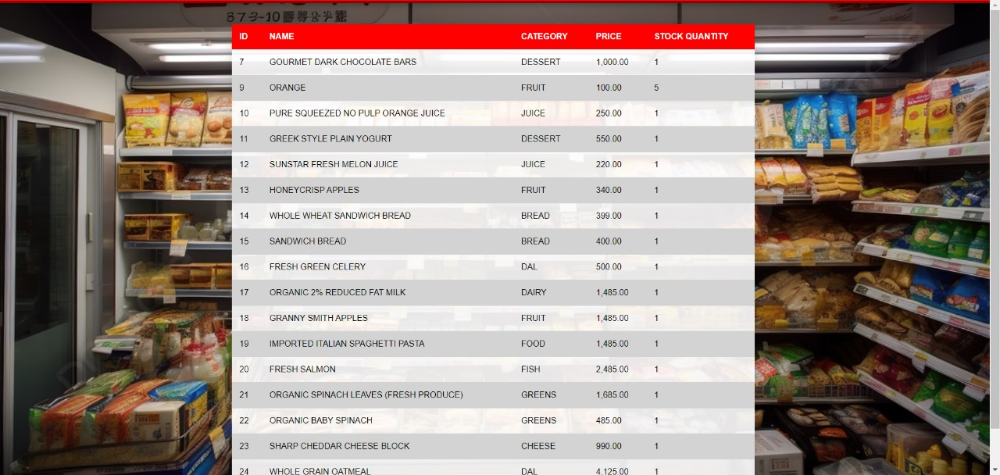 ID NAME CATEGORY PRICE STOCK QUANTITY
7 GOURMET DARK CHOCOLATE BARS DESSERT 1,000.00 1
9 ORANGE FRUIT 100.00 5
10 PURE SQUEEZED NO PULP ORANGE JUICE JUICE 250.00 1
11 GREEK STYLE PLAIN YOGURT DESSERT 550.00 1
12 SUNSTAR FRESH MELON JUICE JUICE 220.00 1
13 HONEYCRISP APPLES FRUIT 340.00 1
14 WHOLE WHEAT SANDWICH BREAD BREAD 399.00 1
15 SANDWICH BREAD BREAD 400.00 1
16 FRESH GREEN CELERY DAL 500.00 1
17 ORGANIC 2% REDUCED FAT MILK DAIRY 1,485.00 1
18 GRANNY SMITH APPLES FRUIT 1,485.00 1
19 IMPORTED ITALIAN SPAGHETTI PASTA FOOD 1,485.00 1
20 FRESH SALMON FISH 2,485.00 1
21 ORGANIC SPINACH LEAVES (FRESH PRODUCE) GREENS 1,685.00 1
22 ORGANIC BABY SPINACH GREENS 485.00 1
23 SHARP CHEDDAR CHEESE BLOCK CHEESE 990.00 1
24 WHOLE GRAIN OATMEAL DAL 4,125.00 1